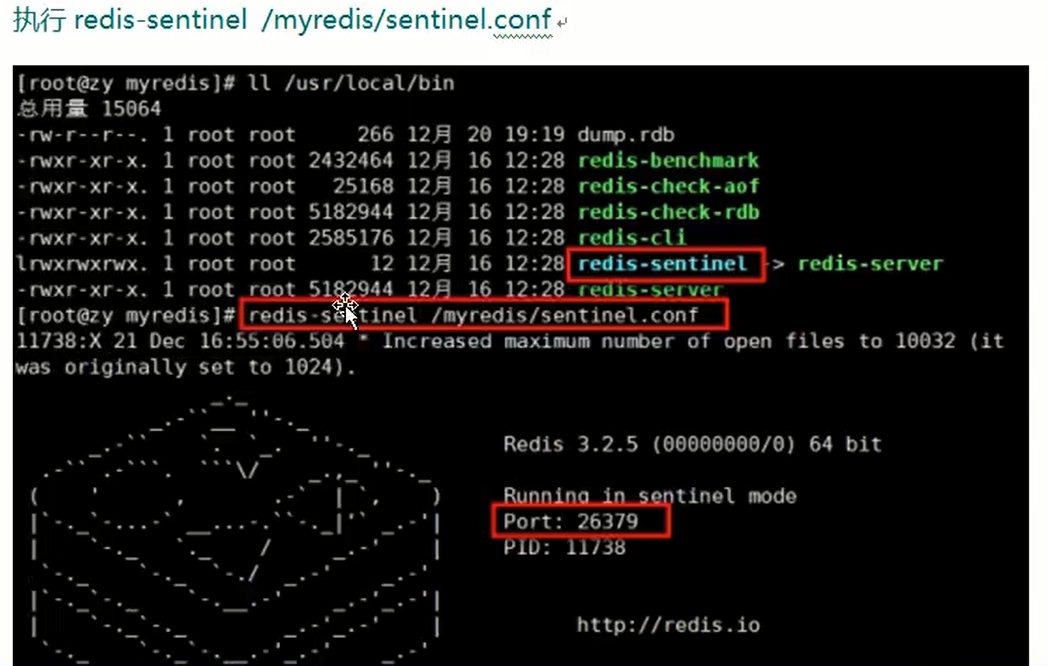 执行 redis-sentinel /myredis/sentinel.conf
[root@zy myredis]# ll /usr/local/bin
总用量 15064
-rw-r--r--. 1 root root 266 12月 20 19:19 dump.rdb
-rwxr-xr-x. 1 root root 2432464 12月 16 12:28 redis-benchmark
-rwxr-xr-x. 1 root root 25168 12月 16 12:28 redis-check-aof
-rwxr-xr-x. 1 root root 5182944 12月 16 12:28 redis-check-rdb
-rwxr-xr-x. 1 root root 2585176 12月 16 12:28 redis-cli
lrwxrwxrwx. 1 root root 12 12月 16 12:28 redis-sentinel -> redis-server
-rwxr-xr-x. 1 root root 5182944 12月 16 12:28 redis-server
[root@zy myredis]# redis-sentinel /myredis/sentinel.conf
11738:X 21 Dec 16:55:06.504 * Increased maximum number of open files to 10032 (it
was originally set to 1024).
Redis 3.2.5 (00000000/0) 64 bit
Running in sentinel mode
Port: 26379
PID: 11738
http://redis.io